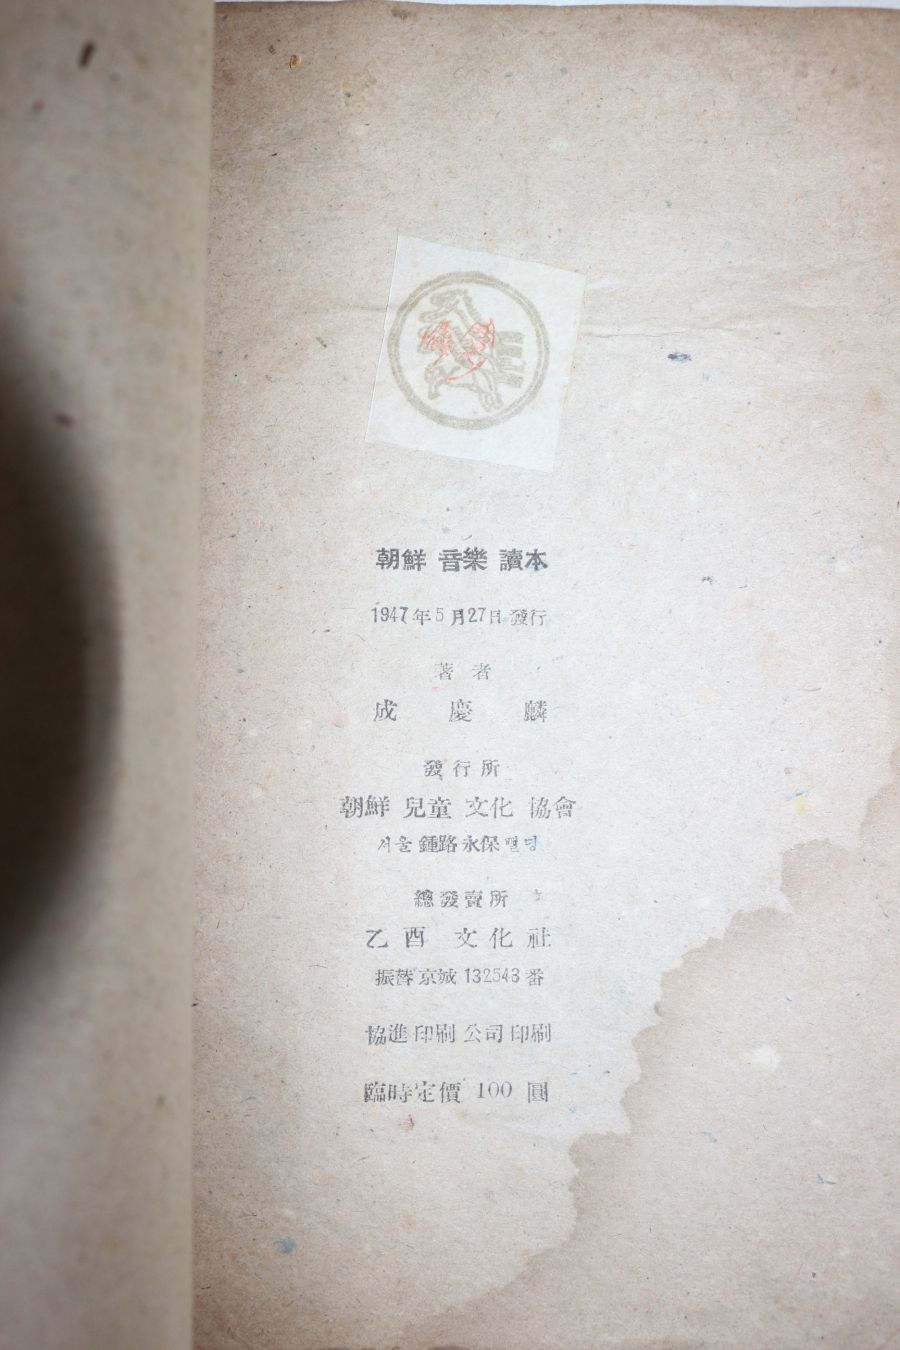 朝鮮 音樂 讀本
1947年5月27日 發行
著者
成慶麟
發行所
朝鮮 兒童 文化 協會
서울 鍾路 永保삘딍
總發賣所
乙酉 文化社
振替 京城 132543番
協進印刷公司印刷
臨時定價 100 圓